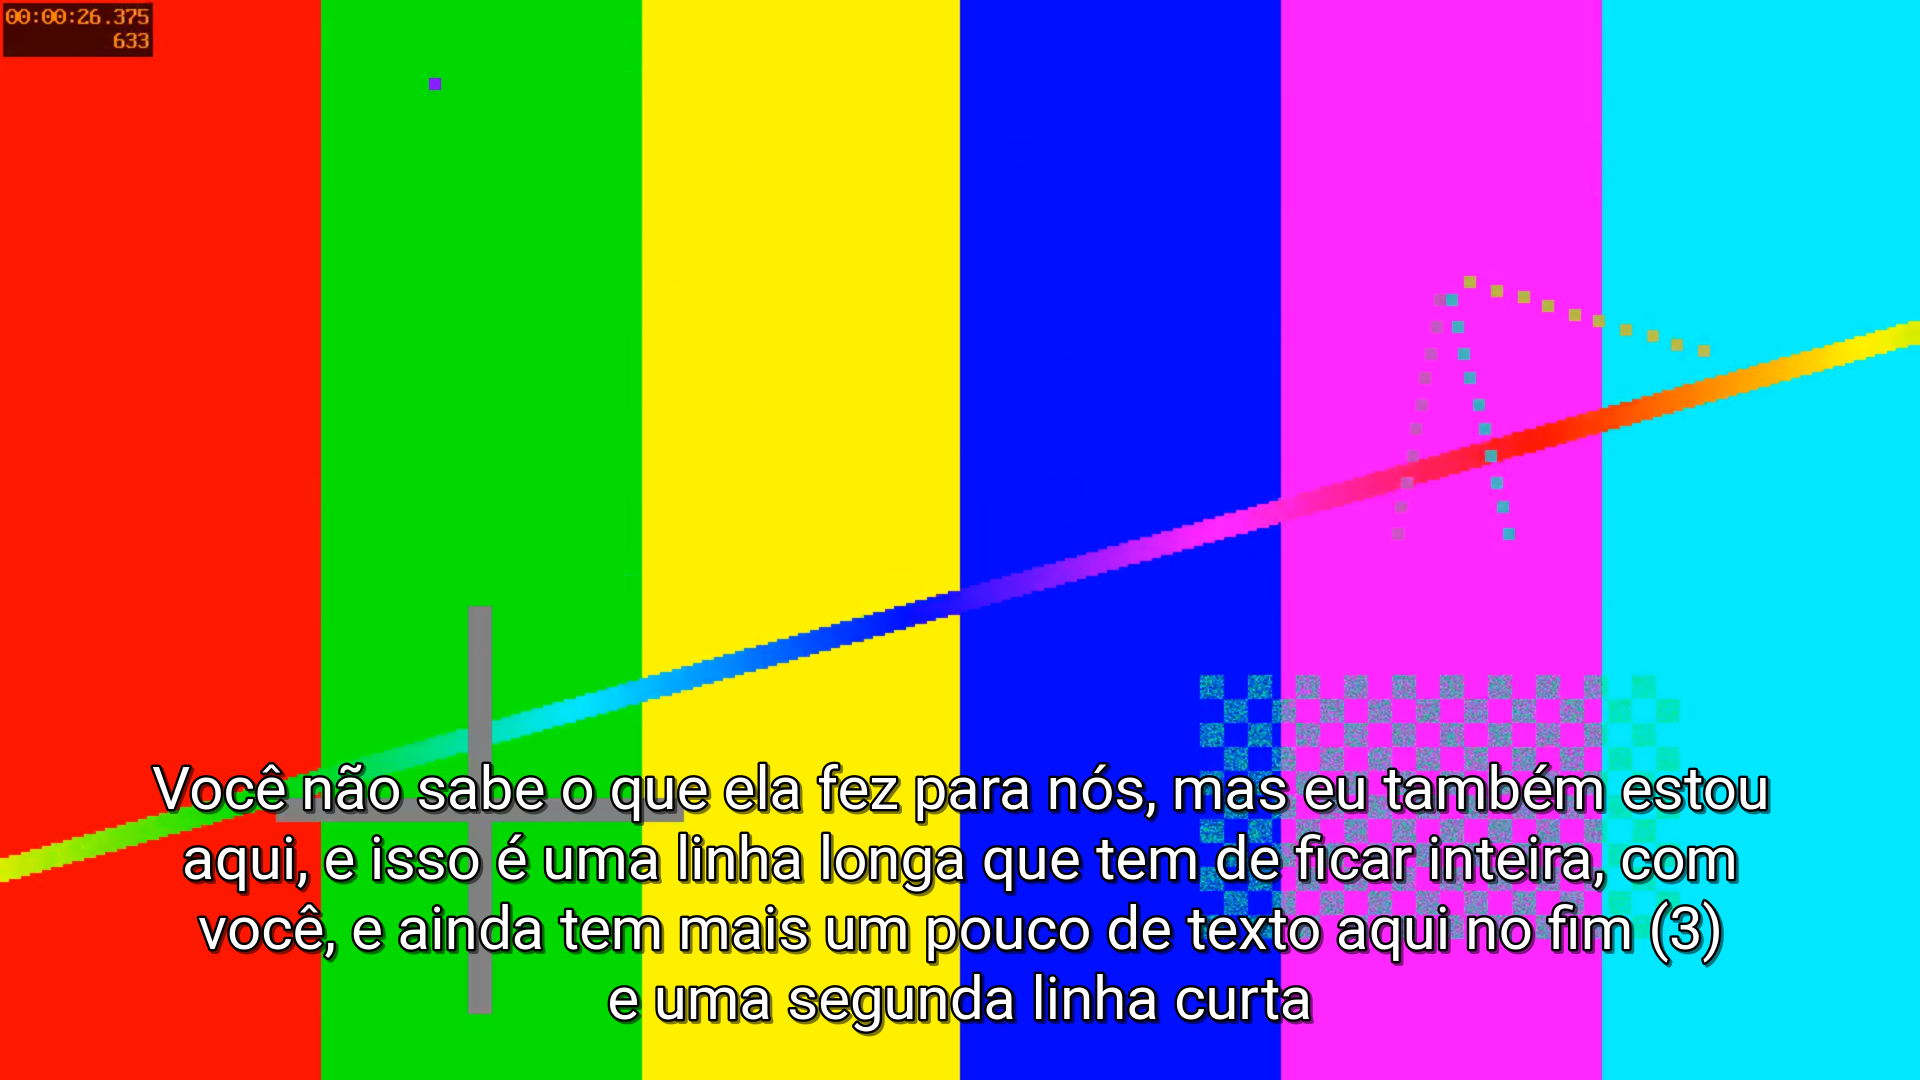 00:00:26.375
633
Você não sabe o que ela fez para nós, mas eu também estou
aqui, e isso é uma linha longa que tem de ficar inteira, com
você, e ainda tem mais um pouco de texto aqui no fim (3)
e uma segunda linha curta